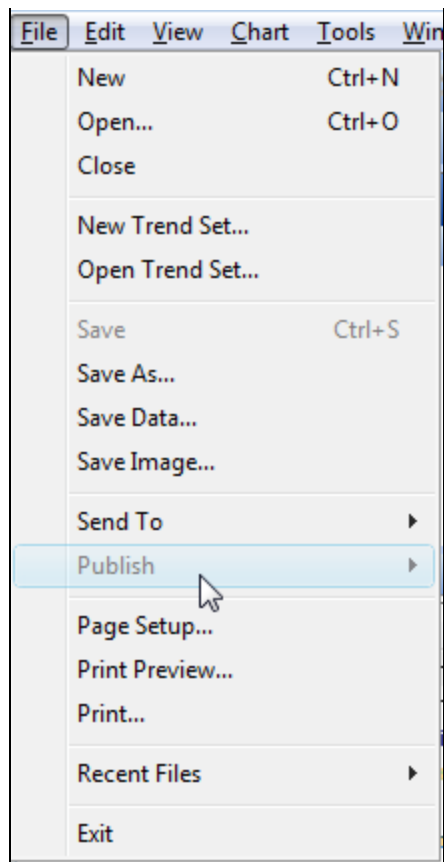 File Edit View Chart Tools Win
New Ctrl+N
Open... Ctrl+O
Close
New Trend Set...
Open Trend Set...
Save Ctrl+S
Save As...
Save Data...
Save Image...
Send To
Publish
Page Setup...
Print Preview...
Print...
Recent Files
Exit